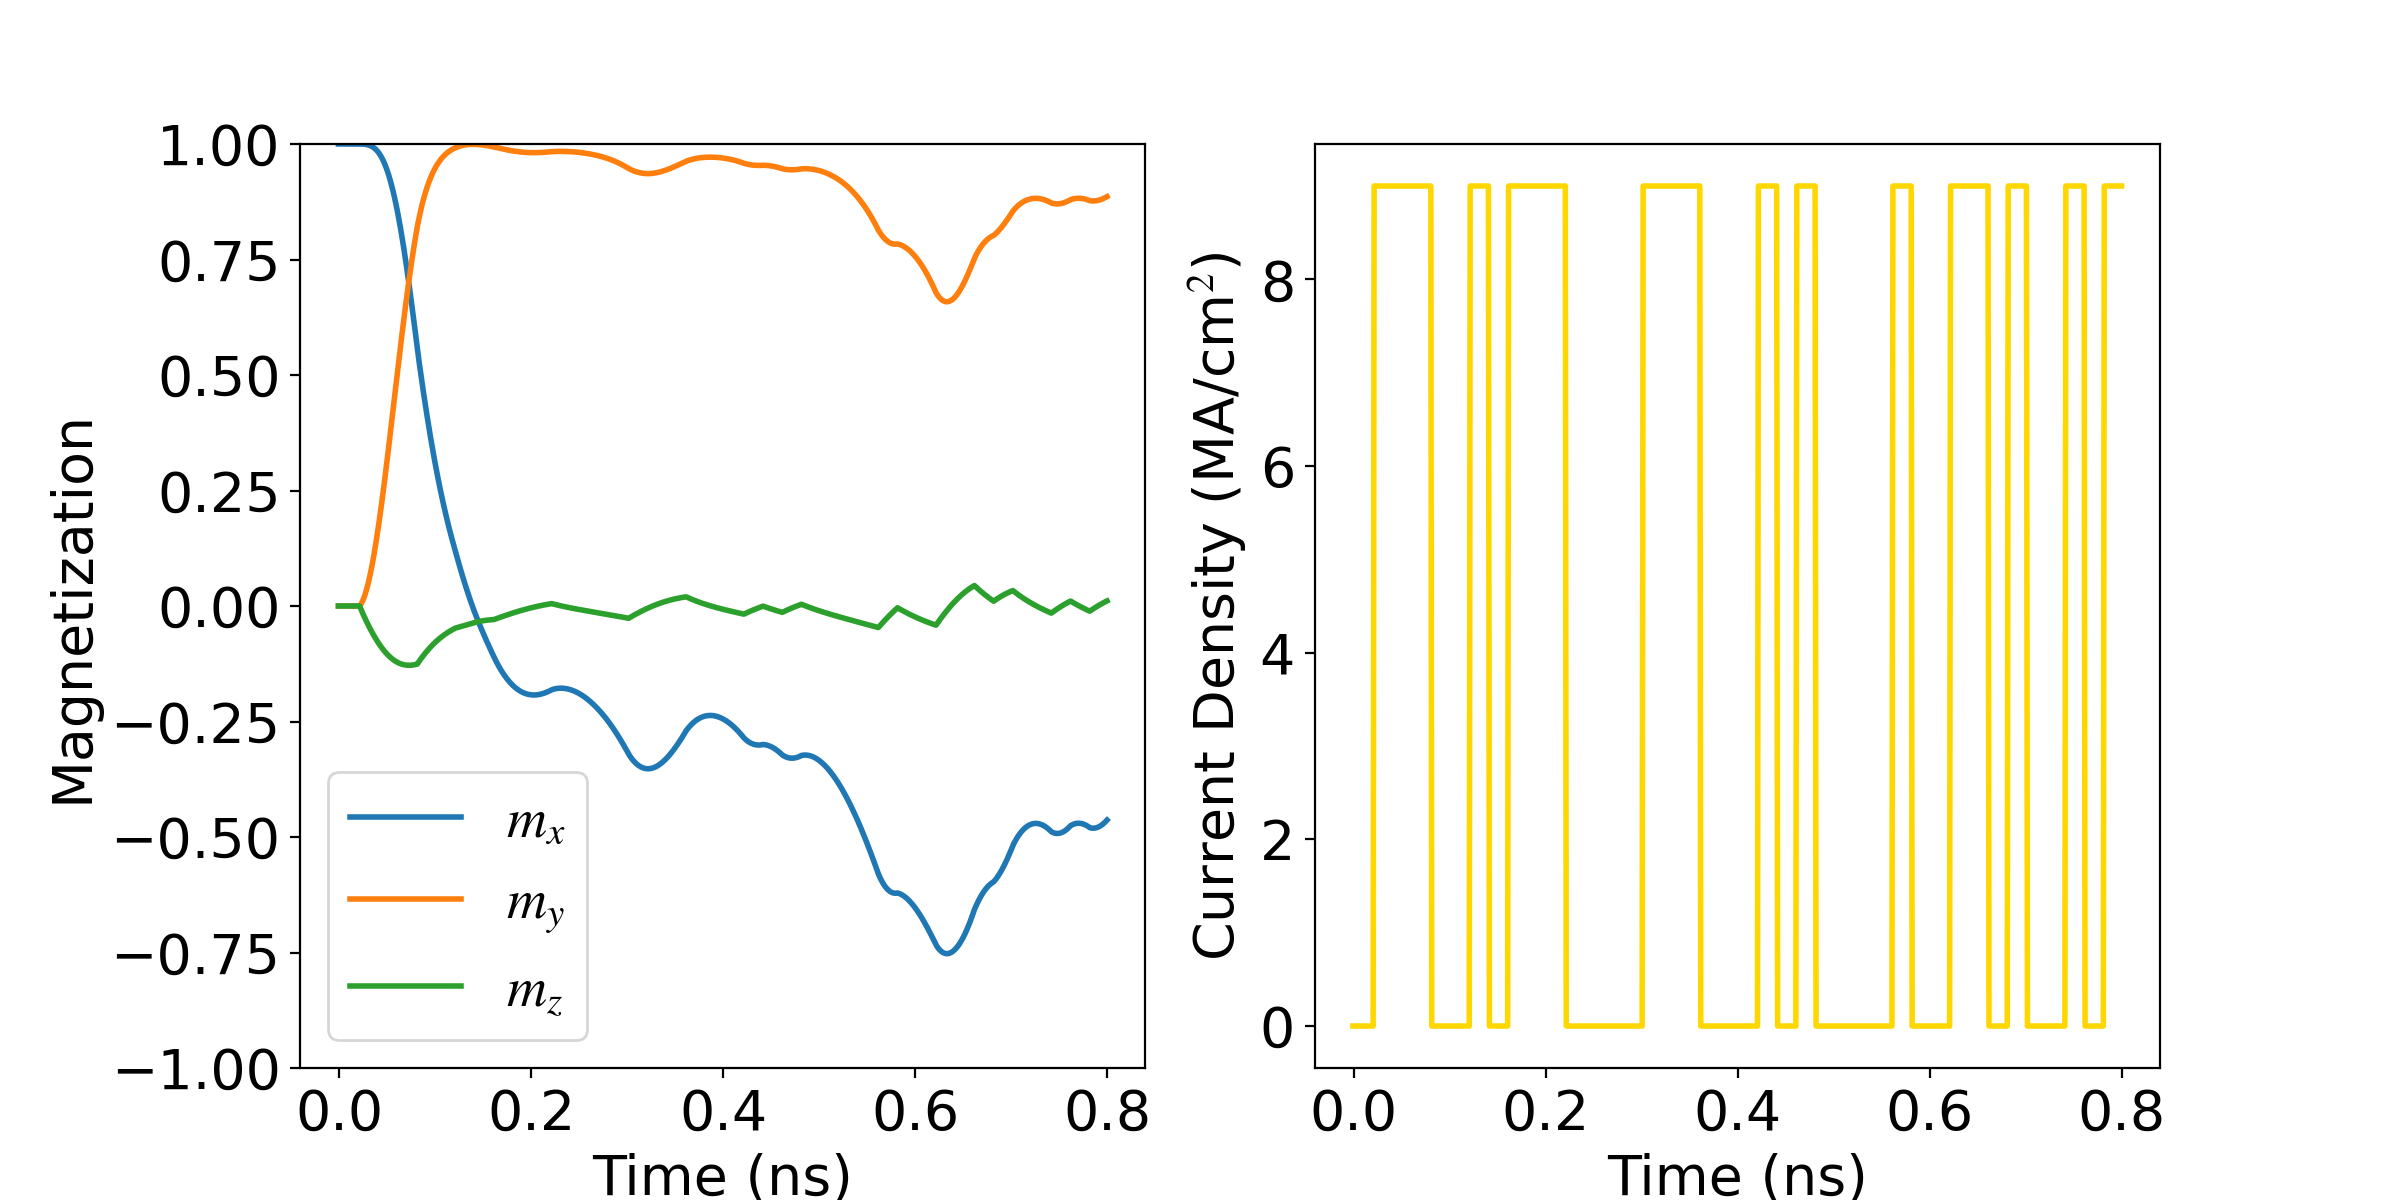 Magnetization
1.00
0.75
0.50
0.25
0.00
−0.25
−0.50
−0.75
−1.00
m_x
m_y
m_z
0.0 0.2 0.4 0.6 0.8
Time (ns)
Current Density (MA/cm²)
8
6
4
2
0
0.0 0.2 0.4 0.6 0.8
Time (ns)